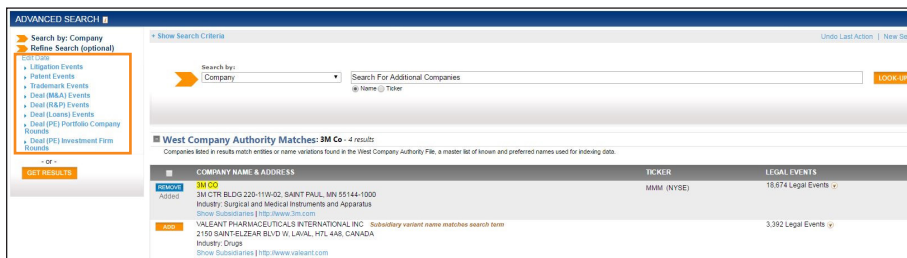 ADVANCED SEARCH
Search by: Company
Refine Search (optional)
Edit Date
Litigation Events
Patent Events
Trademark Events
Deal (M&A) Events
Deal (R&P) Events
Deal (Loans) Events
Deal (PE) Portfolio Company
Rounds
Deal (PE) Investment Firm
Rounds
- or -
GET RESULTS
+ Show Search Criteria
Undo Last Action | New Se
Search by:
Company
Search For Additional Companies
LOOK-UP
Name Ticker
West Company Authority Matches: 3M Co - 4 results
Companies listed in results match entities or name variations found in the West Company Authority File, a master list of known and preferred names used for indexing data.
COMPANY NAME & ADDRESS TICKER LEGAL EVENTS
REMOVE
Added
3M CO
3M CTR BLDG 220-11W-02, SAINT PAUL, MN 55144-1000
Industry: Surgical and Medical Instruments and Apparatus
Show Subsidiaries | http://www.3m.com
MMM (NYSE)
18,674 Legal Events
ADD
VALEANT PHARMACEUTICALS INTERNATIONAL INC Subsidiary variant name matches search term
2150 SAINT-ELZEAR BLVD W, LAVAL, H7L 4A8, CANADA
Industry: Drugs
Show Subsidiaries | http://www.valeant.com
3,392 Legal Events